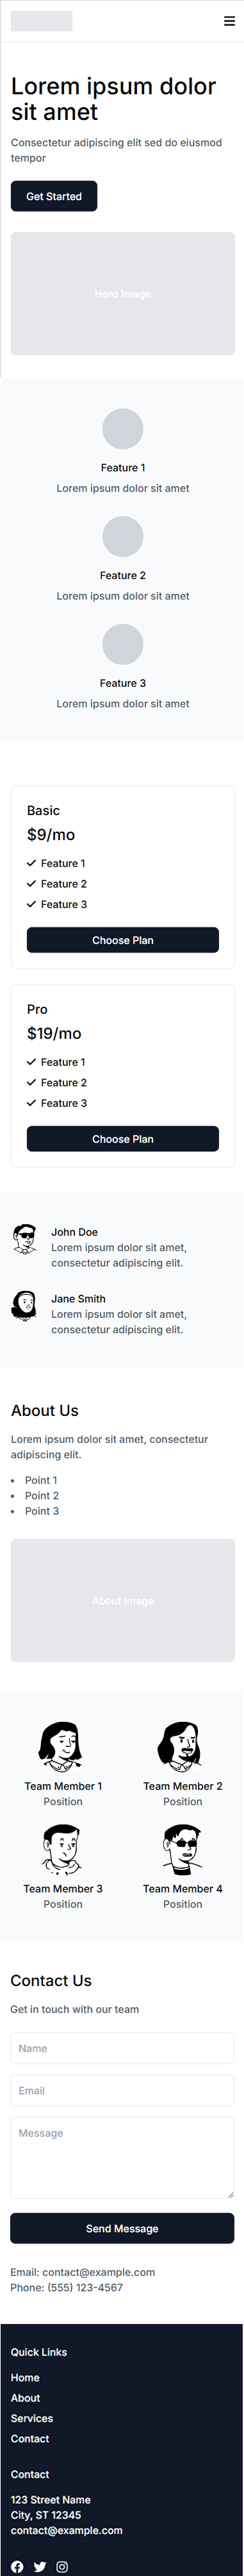 Lorem ipsum dolor
sit amet
Consectetur adipiscing elit sed do eiusmod
tempor
Get Started
Hero Image
Feature 1
Lorem ipsum dolor sit amet
Feature 2
Lorem ipsum dolor sit amet
Feature 3
Lorem ipsum dolor sit amet
Basic
$9/mo
Feature 1
Feature 2
Feature 3
Choose Plan
Pro
$19/mo
Feature 1
Feature 2
Feature 3
Choose Plan
John Doe
Lorem ipsum dolor sit amet,
consectetur adipiscing elit.
Jane Smith
Lorem ipsum dolor sit amet,
consectetur adipiscing elit.
About Us
Lorem ipsum dolor sit amet, consectetur
adipiscing elit.
• Point 1
• Point 2
• Point 3
About Image
Team Member 1
Position
Team Member 2
Position
Team Member 3
Position
Team Member 4
Position
Contact Us
Get in touch with our team
Name
Email
Message
Send Message
Email: contact@example.com
Phone: (555) 123-4567
Quick Links
Home
About
Services
Contact
Contact
123 Street Name
City, ST 12345
contact@example.com